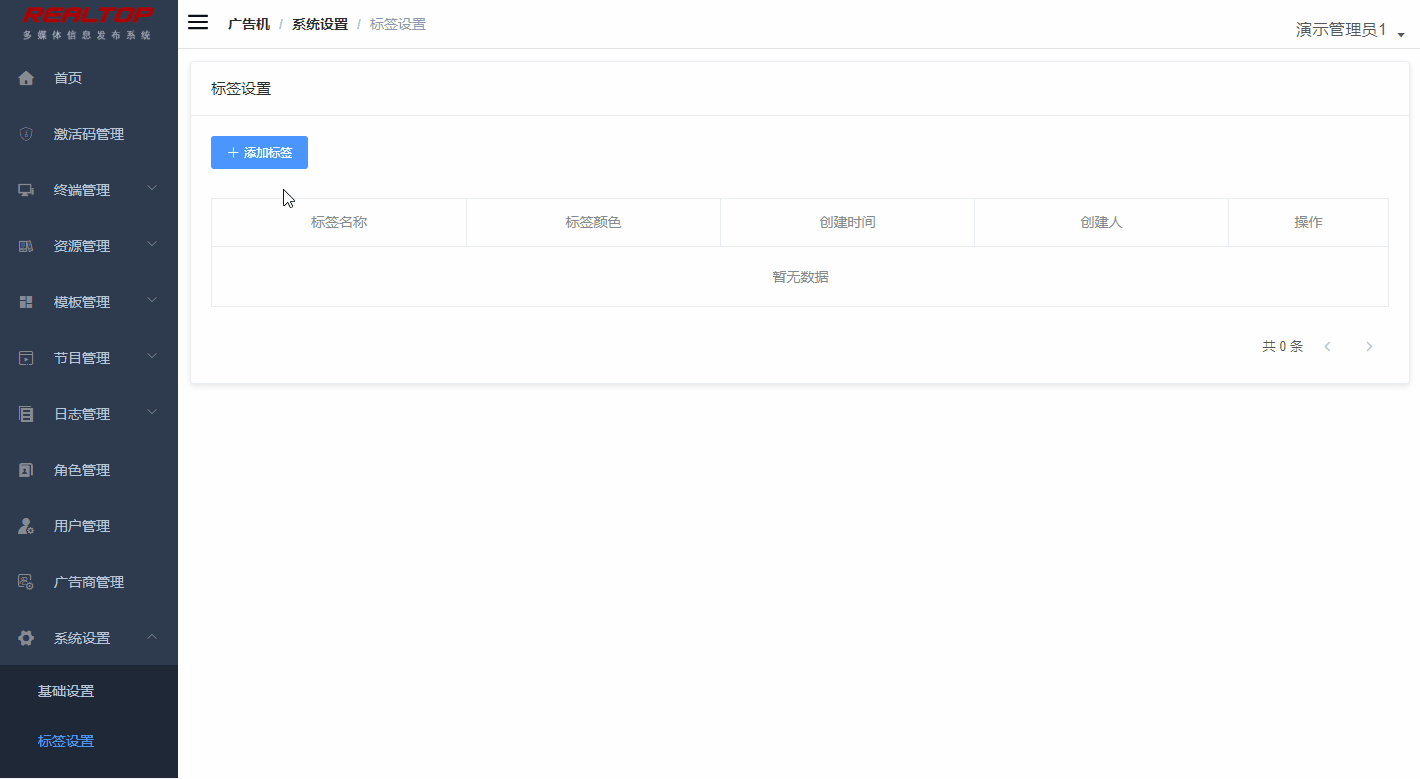 REALTOP
多媒体信息发布系统
首页
激活码管理
终端管理
资源管理
模板管理
节目管理
日志管理
角色管理
用户管理
广告商管理
系统设置
基础设置
标签设置
广告机 / 系统设置 / 标签设置
演示管理员1
标签设置
+ 添加标签
标签名称 标签颜色 创建时间 创建人 操作
暂无数据
共 0 条